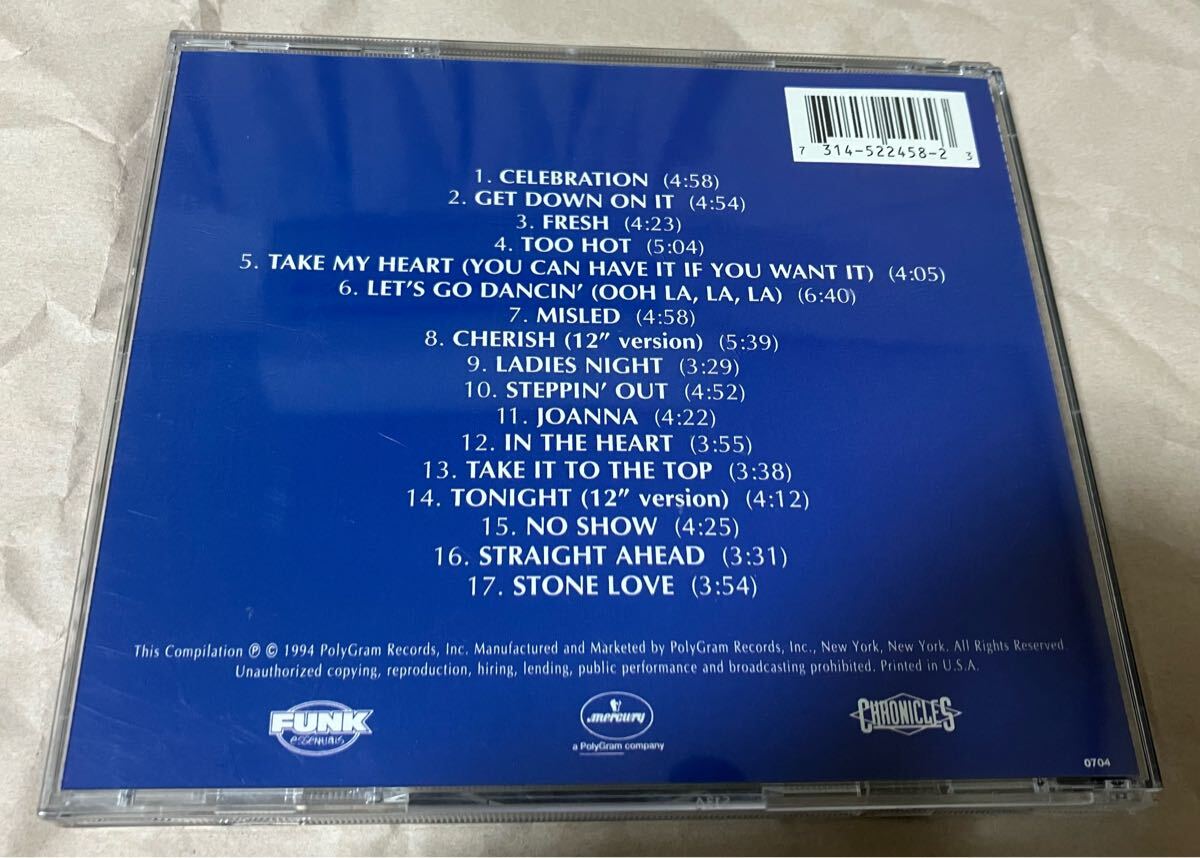 7 314-522458-2 3
1. CELEBRATION (4:58)
2. GET DOWN ON IT (4:54)
3. FRESH (4:23)
4. TOO HOT (5:04)
5. TAKE MY HEART (YOU CAN HAVE IT IF YOU WANT IT) (4:05)
6. LET'S GO DANCIN' (OOH LA, LA, LA) (6:40)
7. MISLED (4:58)
8. CHERISH (12" version) (5:39)
9. LADIES NIGHT (3:29)
10. STEPPIN' OUT (4:52)
11. JOANNA (4:22)
12. IN THE HEART (3:55)
13. TAKE IT TO THE TOP (3:38)
14. TONIGHT (12" version) (4:12)
15. NO SHOW (4:25)
16. STRAIGHT AHEAD (3:31)
17. STONE LOVE (3:54)
This Compilation ℗ © 1994 PolyGram Records, Inc. Manufactured and Marketed by PolyGram Records, Inc., New York, New York. All Rights Reserved.
Unauthorized copying, reproduction, hiring, lending, public performance and broadcasting prohibited. Printed in U.S.A.
FUNK
essentials
mercury
a PolyGram company
CHRONICLES
0704